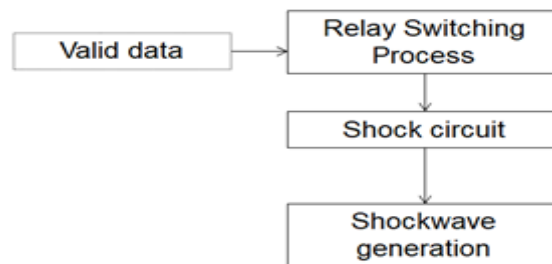 Valid data
Relay Switching
Process
Shock circuit
Shockwave
generation